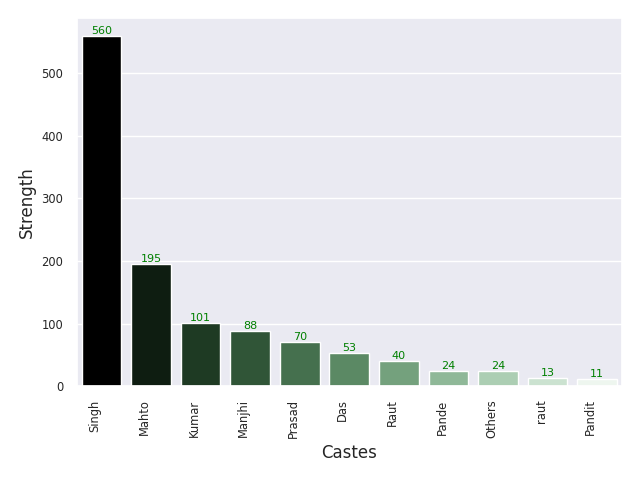 560
500
400
Strength
300
200
195
100
101
88
70
53
40
24
24
13
11
0
Singh
Mahto
Kumar
Manjhi
Prasad
Das
Raut
Pande
Others
raut
Pandit
Castes